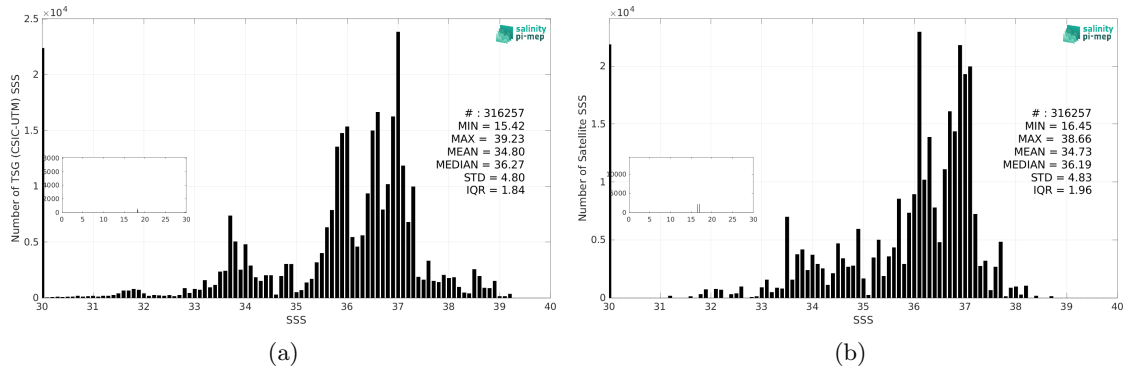 2.5 ×10⁴
salinity
pi-mep
2
1.5
1
0.5
0
Number of TSG (CSIC-UTM) SSS
# : 316257
MIN = 15.42
MAX = 39.23
MEAN = 34.80
MEDIAN = 36.27
STD = 4.80
IQR = 1.84
8000
6000
4000
2000
0
0 5 10 15 20 25 30
30 31 32 33 34 35 36 37 38 39 40
SSS
(a)
×10⁴
salinity
pi-mep
2
1.5
1
0.5
0
Number of Satellite SSS
# : 316257
MIN = 16.45
MAX = 38.66
MEAN = 34.73
MEDIAN = 36.19
STD = 4.83
IQR = 1.96
10000
5000
0
0 5 10 15 20 25 30
30 31 32 33 34 35 36 37 38 39 40
SSS
(b)